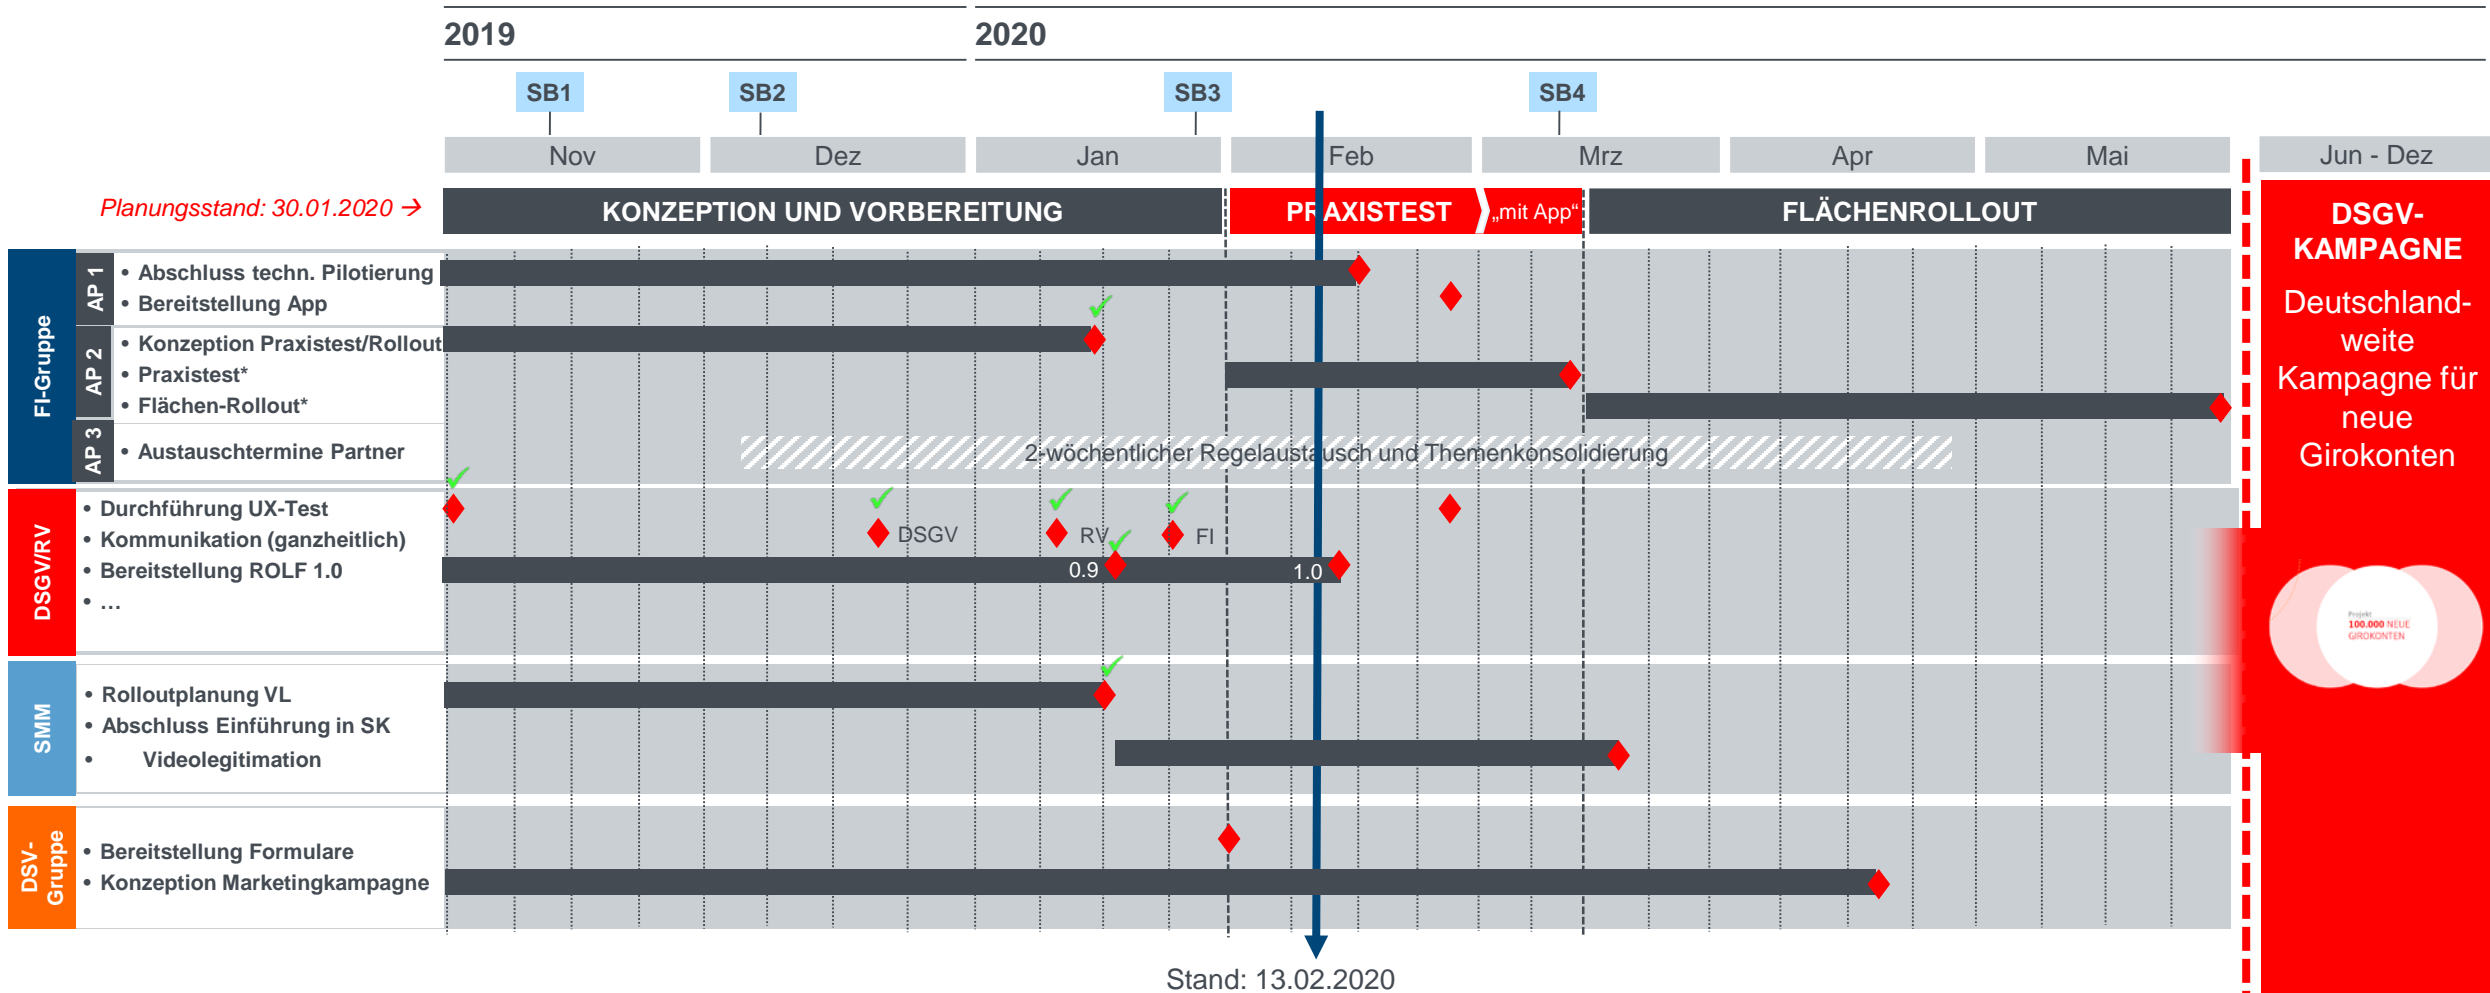 2019
2020
SB1
SB2
SB3
SB4
Nov
Dez
Jan
Feb
Mrz
Apr
Mai
Jun - Dez
Planungsstand: 30.01.2020 →
KONZEPTION UND VORBEREITUNG
PRAXISTEST
„mit App“
FLÄCHENROLLOUT
DSGV-
KAMPAGNE
Deutschland-
weite
Kampagne für
neue
Girokonten
FI-Gruppe
AP 1
• Abschluss techn. Pilotierung
• Bereitstellung App
AP 2
• Konzeption Praxistest/Rollout
• Praxistest*
• Flächen-Rollout*
AP 3
• Austauschtermine Partner
2-wöchentlicher Regelaustausch und Themenkonsolidierung
DSGV/RV
• Durchführung UX-Test
• Kommunikation (ganzheitlich)
• Bereitstellung ROLF 1.0
• …
DSGV
RV
FI
0.9
1.0
Projekt
100.000 NEUE
GIROKONTEN
SMM
• Rolloutplanung VL
• Abschluss Einführung in SK
• Videolegitimation
DSV-
Gruppe
• Bereitstellung Formulare
• Konzeption Marketingkampagne
Stand: 13.02.2020